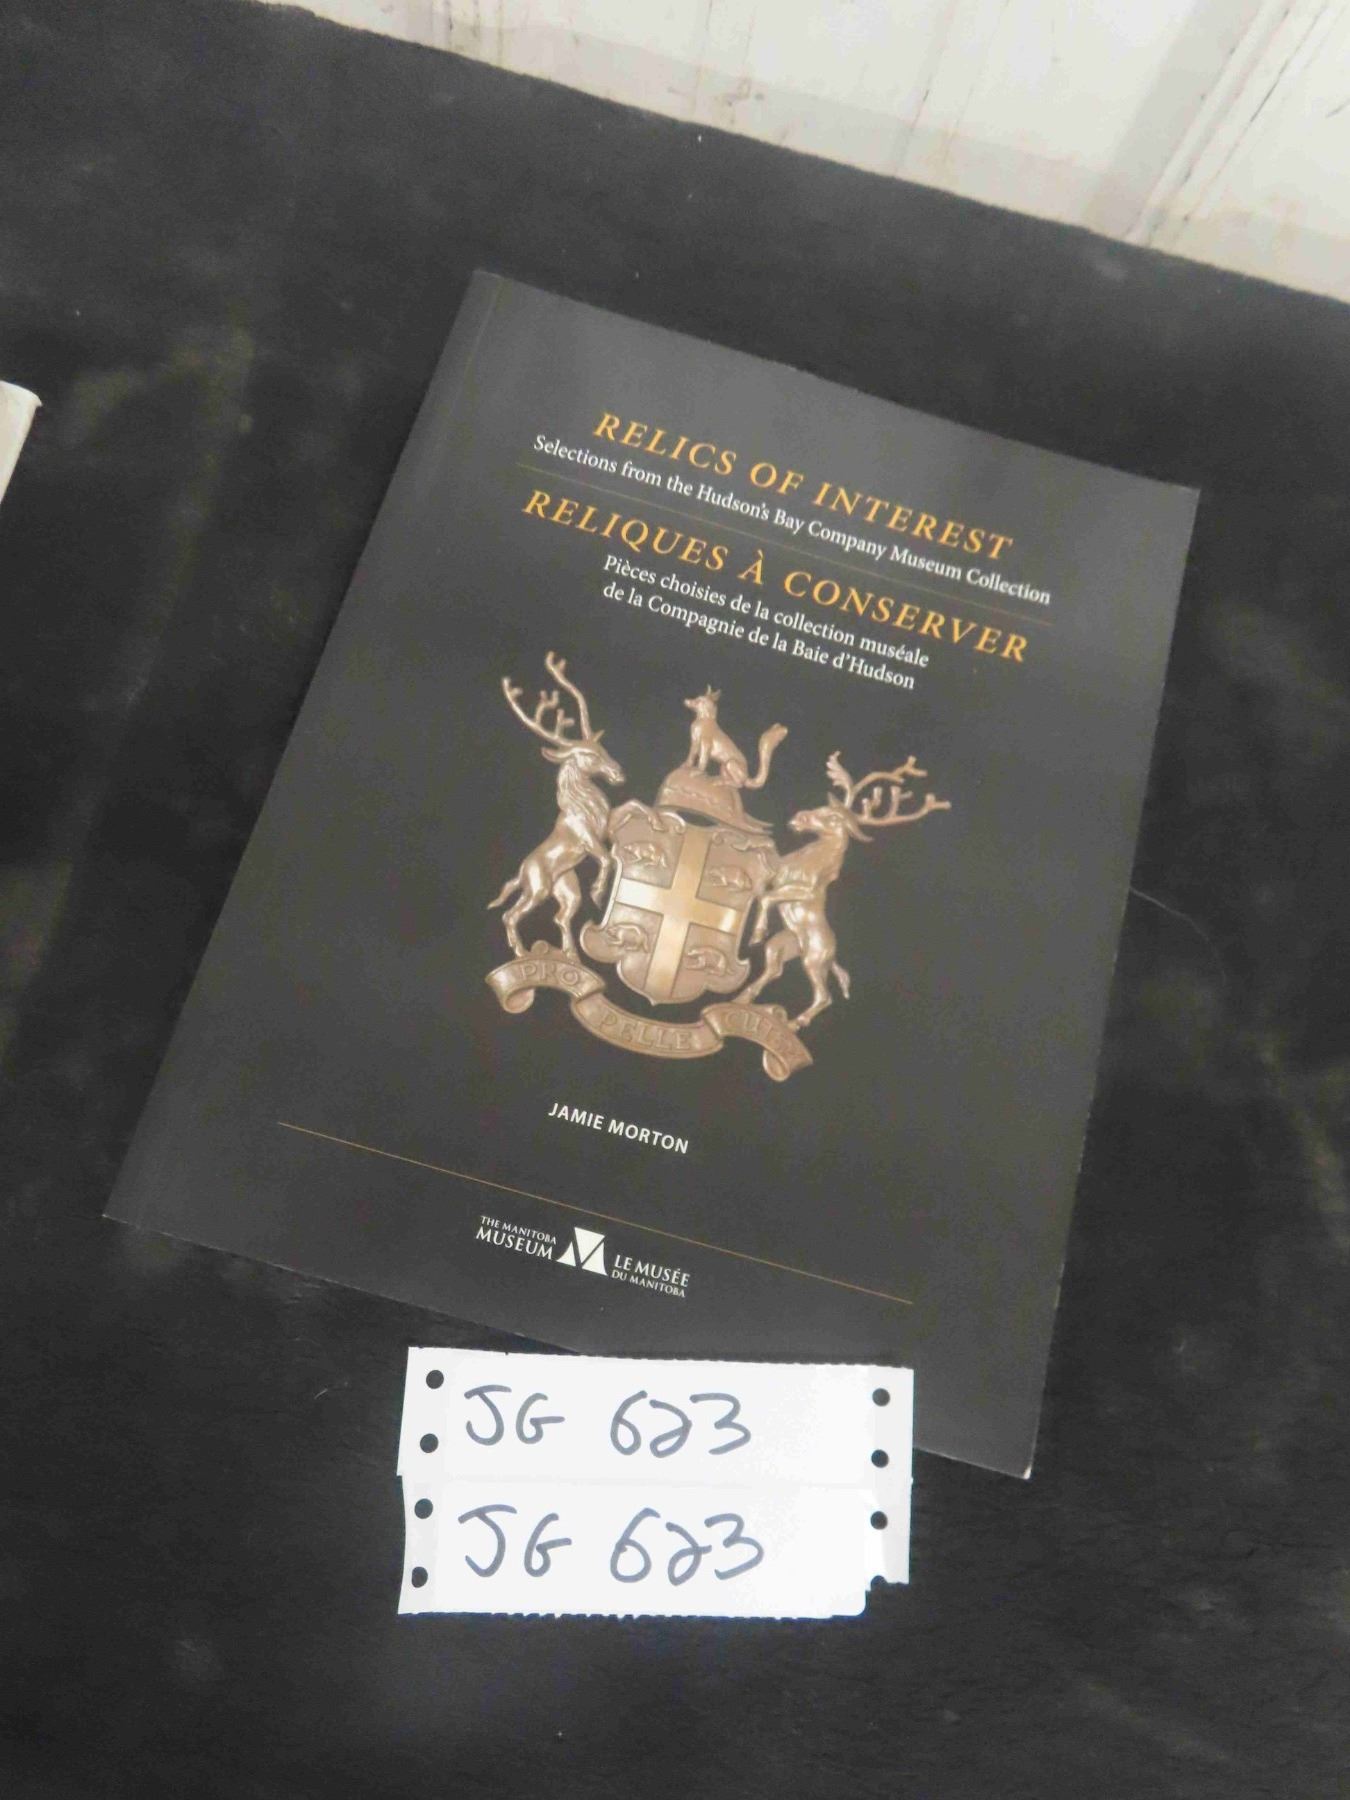 RELICS OF INTEREST
Selections from the Hudson's Bay Company Museum Collection
RELIQUES À CONSERVER
Pièces choisies de la collection muséale
de la Compagnie de la Baie d'Hudson
PRO
PELLE
CUTEM
JAMIE MORTON
THE MANITOBA
MUSEUM
LE MUSÉE
DU MANITOBA
JG 623
JG 623